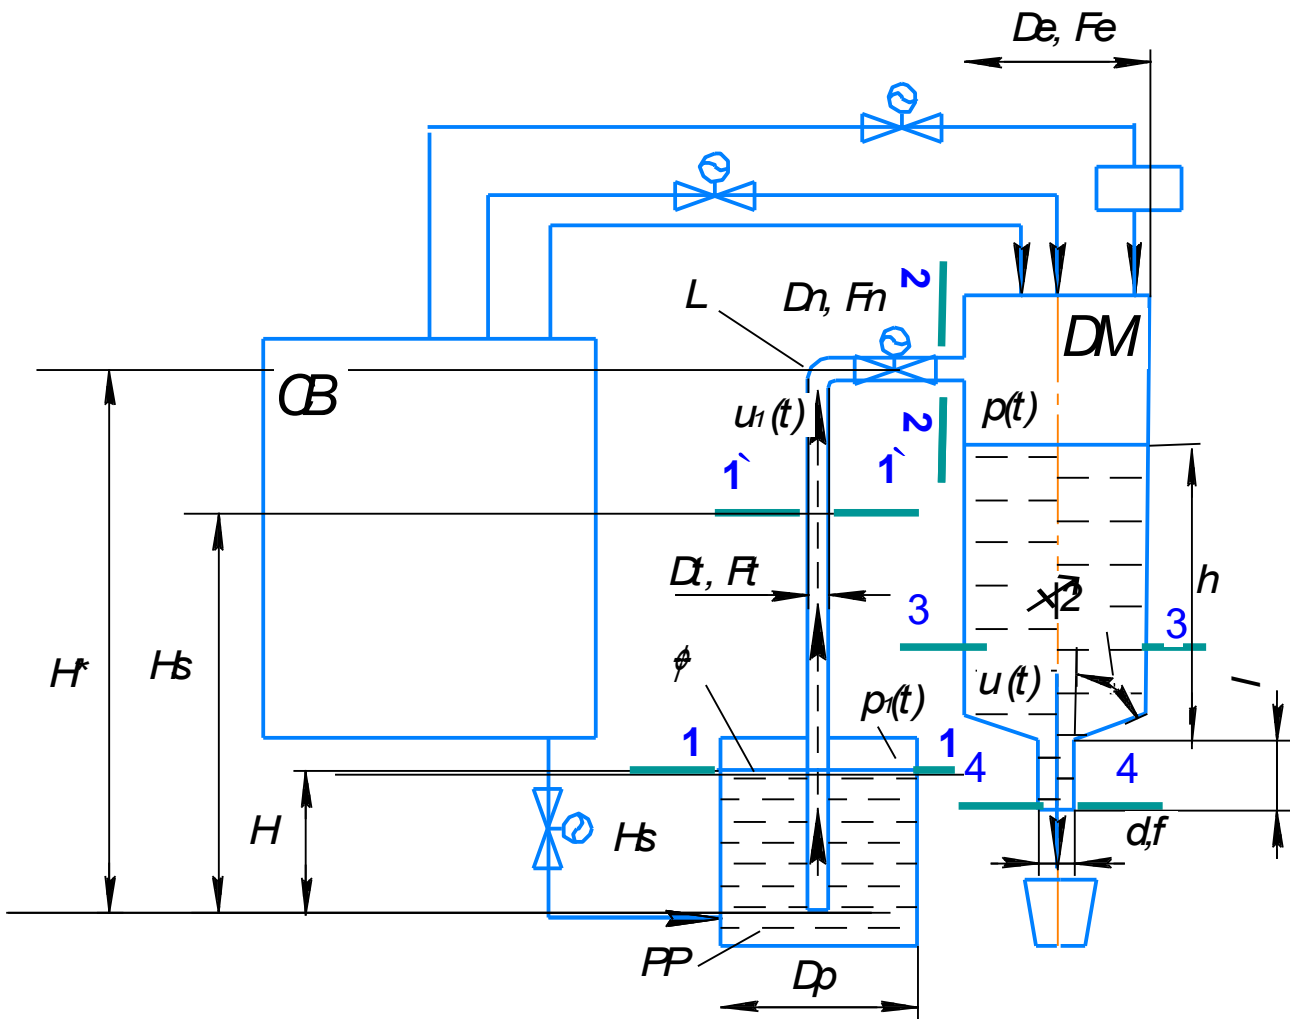 De, Fe
L
Dn, Fn
2
DM
CB
u1(t)
2
p(t)
1`
1`
Dt, Ft
h
3
3
H*
Hs
ϕ
u(t)
l
p1(t)
1
1
4
4
H
Hs
d,f
PP
Dp